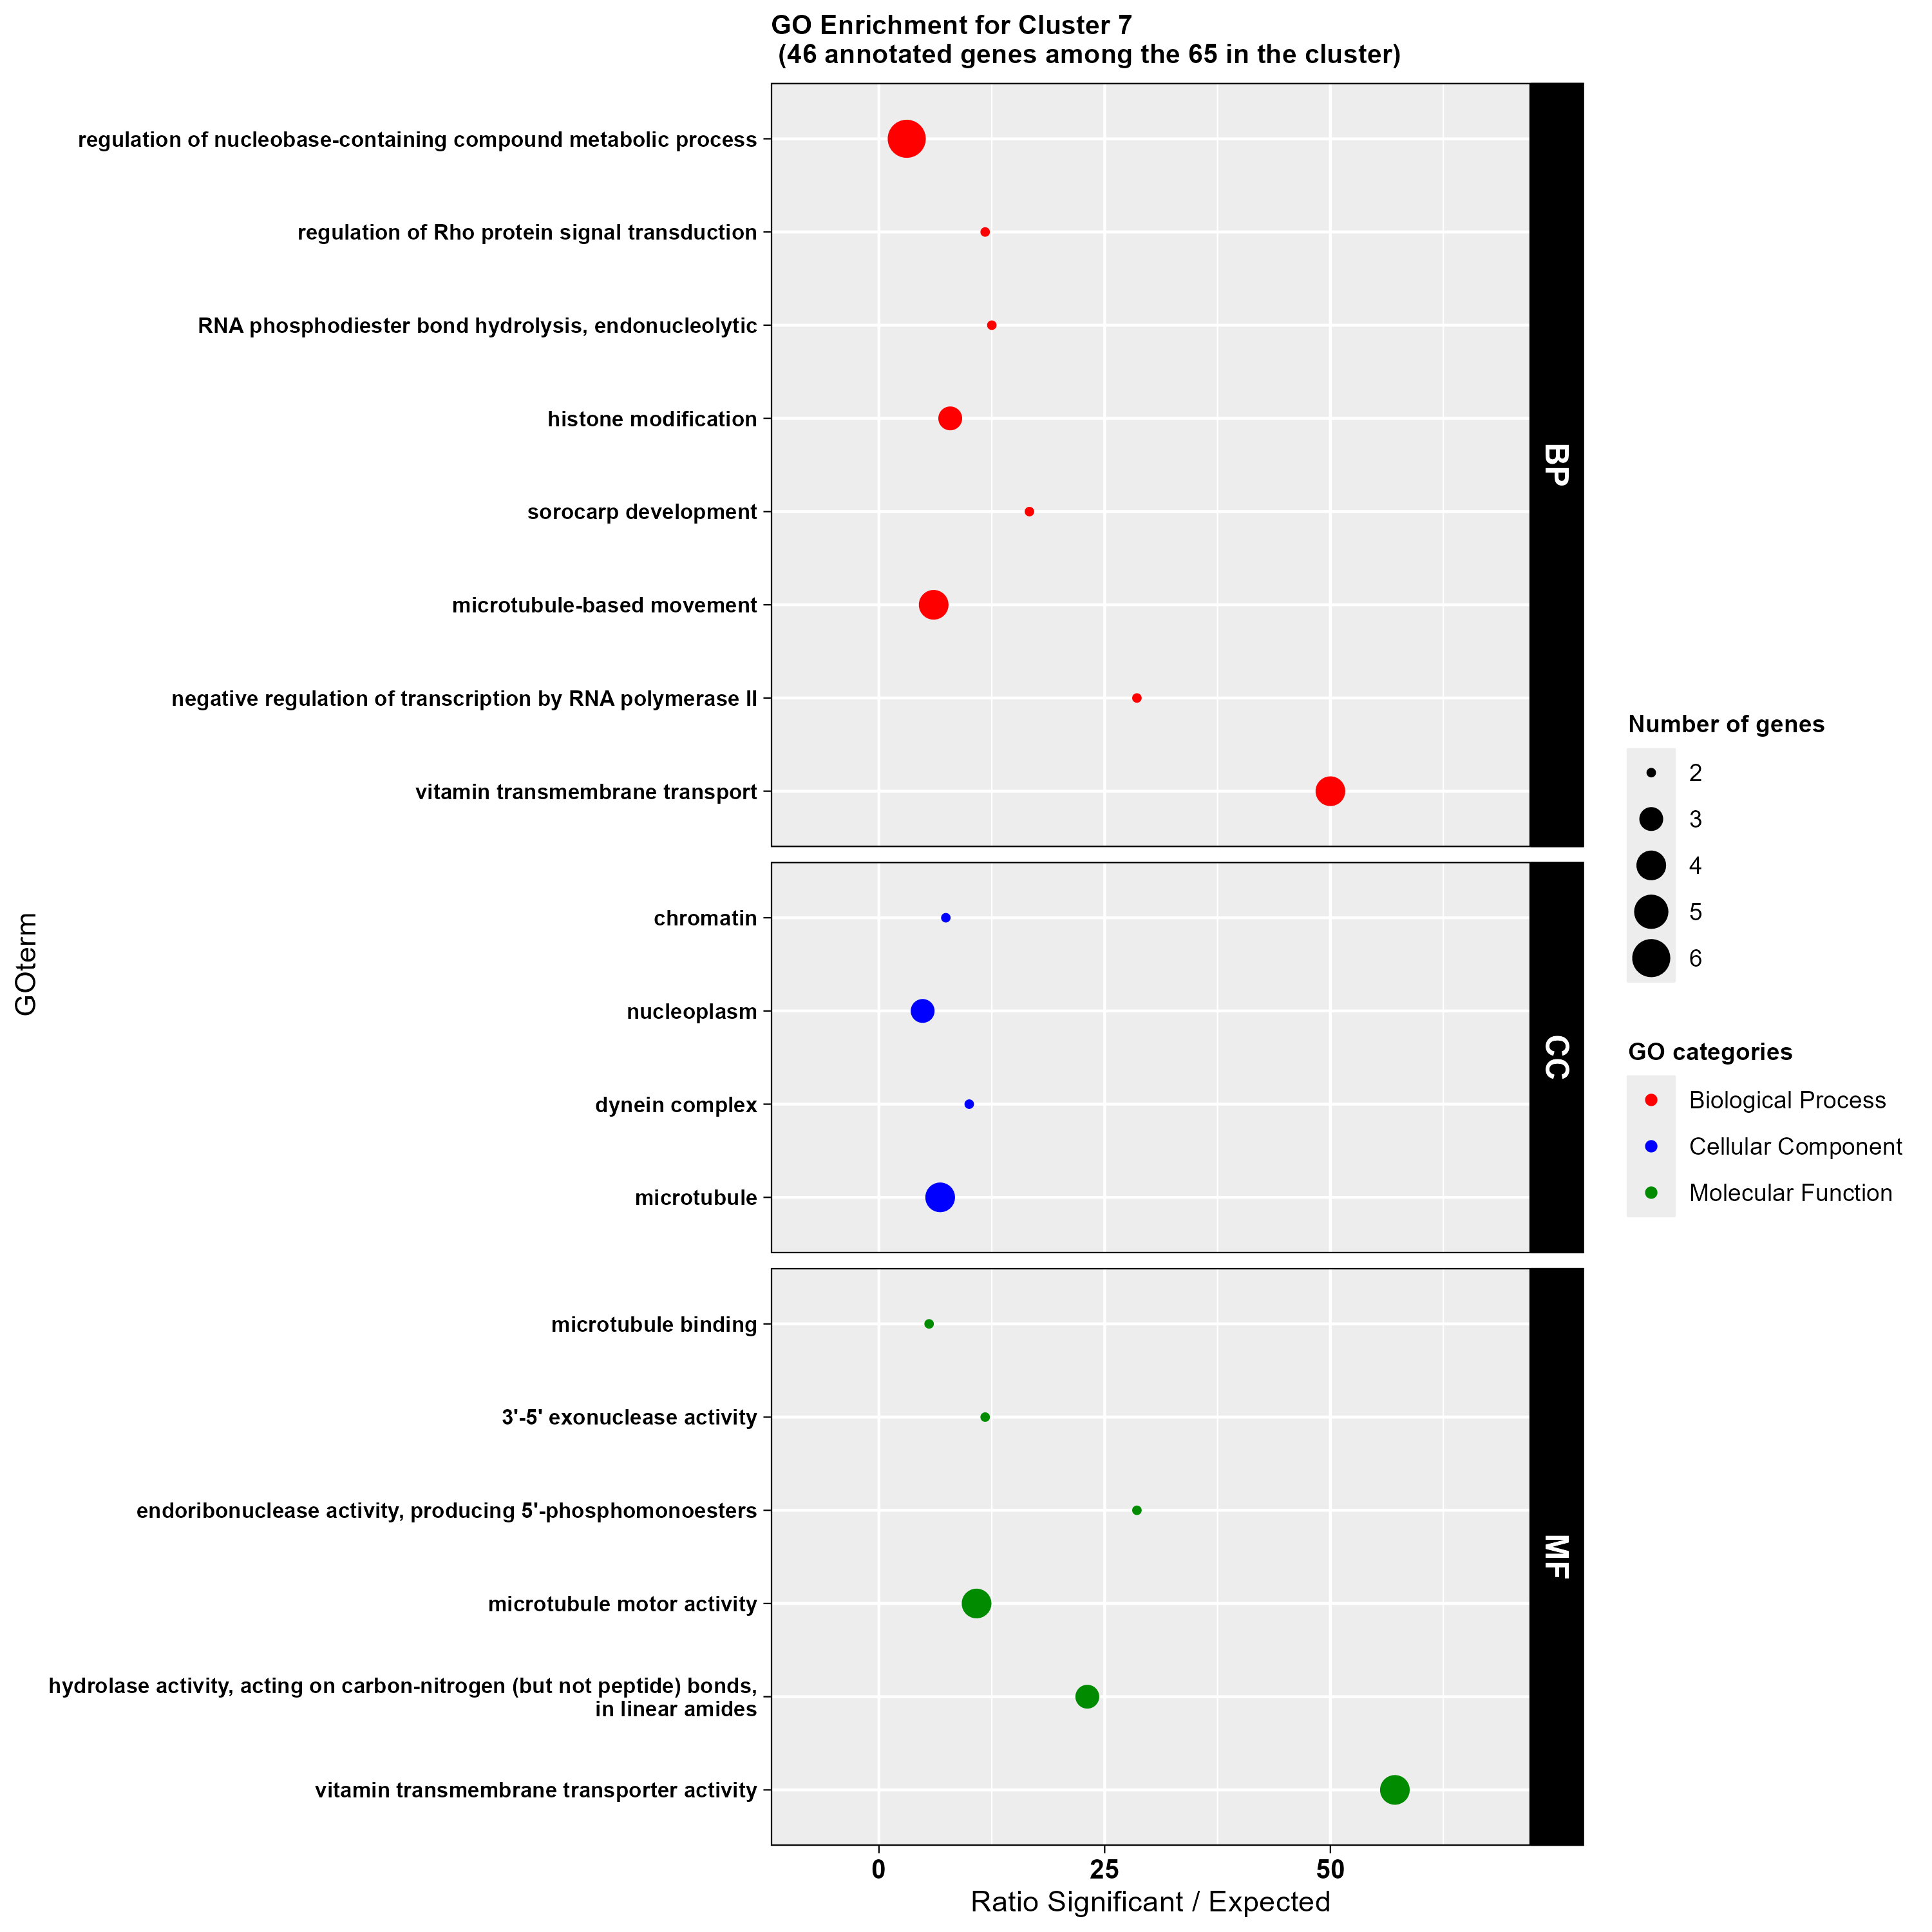 GO Enrichment for Cluster 7
(46 annotated genes among the 65 in the cluster)
GOterm
regulation of nucleobase-containing compound metabolic process
regulation of Rho protein signal transduction
RNA phosphodiester bond hydrolysis, endonucleolytic
histone modification
sorocarp development
microtubule-based movement
negative regulation of transcription by RNA polymerase II
vitamin transmembrane transport
BP
chromatin
nucleoplasm
dynein complex
microtubule
CC
microtubule binding
3'-5' exonuclease activity
endoribonuclease activity, producing 5'-phosphomonoesters
microtubule motor activity
hydrolase activity, acting on carbon-nitrogen (but not peptide) bonds,
in linear amides
vitamin transmembrane transporter activity
MF
0 25 50
Ratio Significant / Expected
Number of genes
2
3
4
5
6
GO categories
Biological Process
Cellular Component
Molecular Function